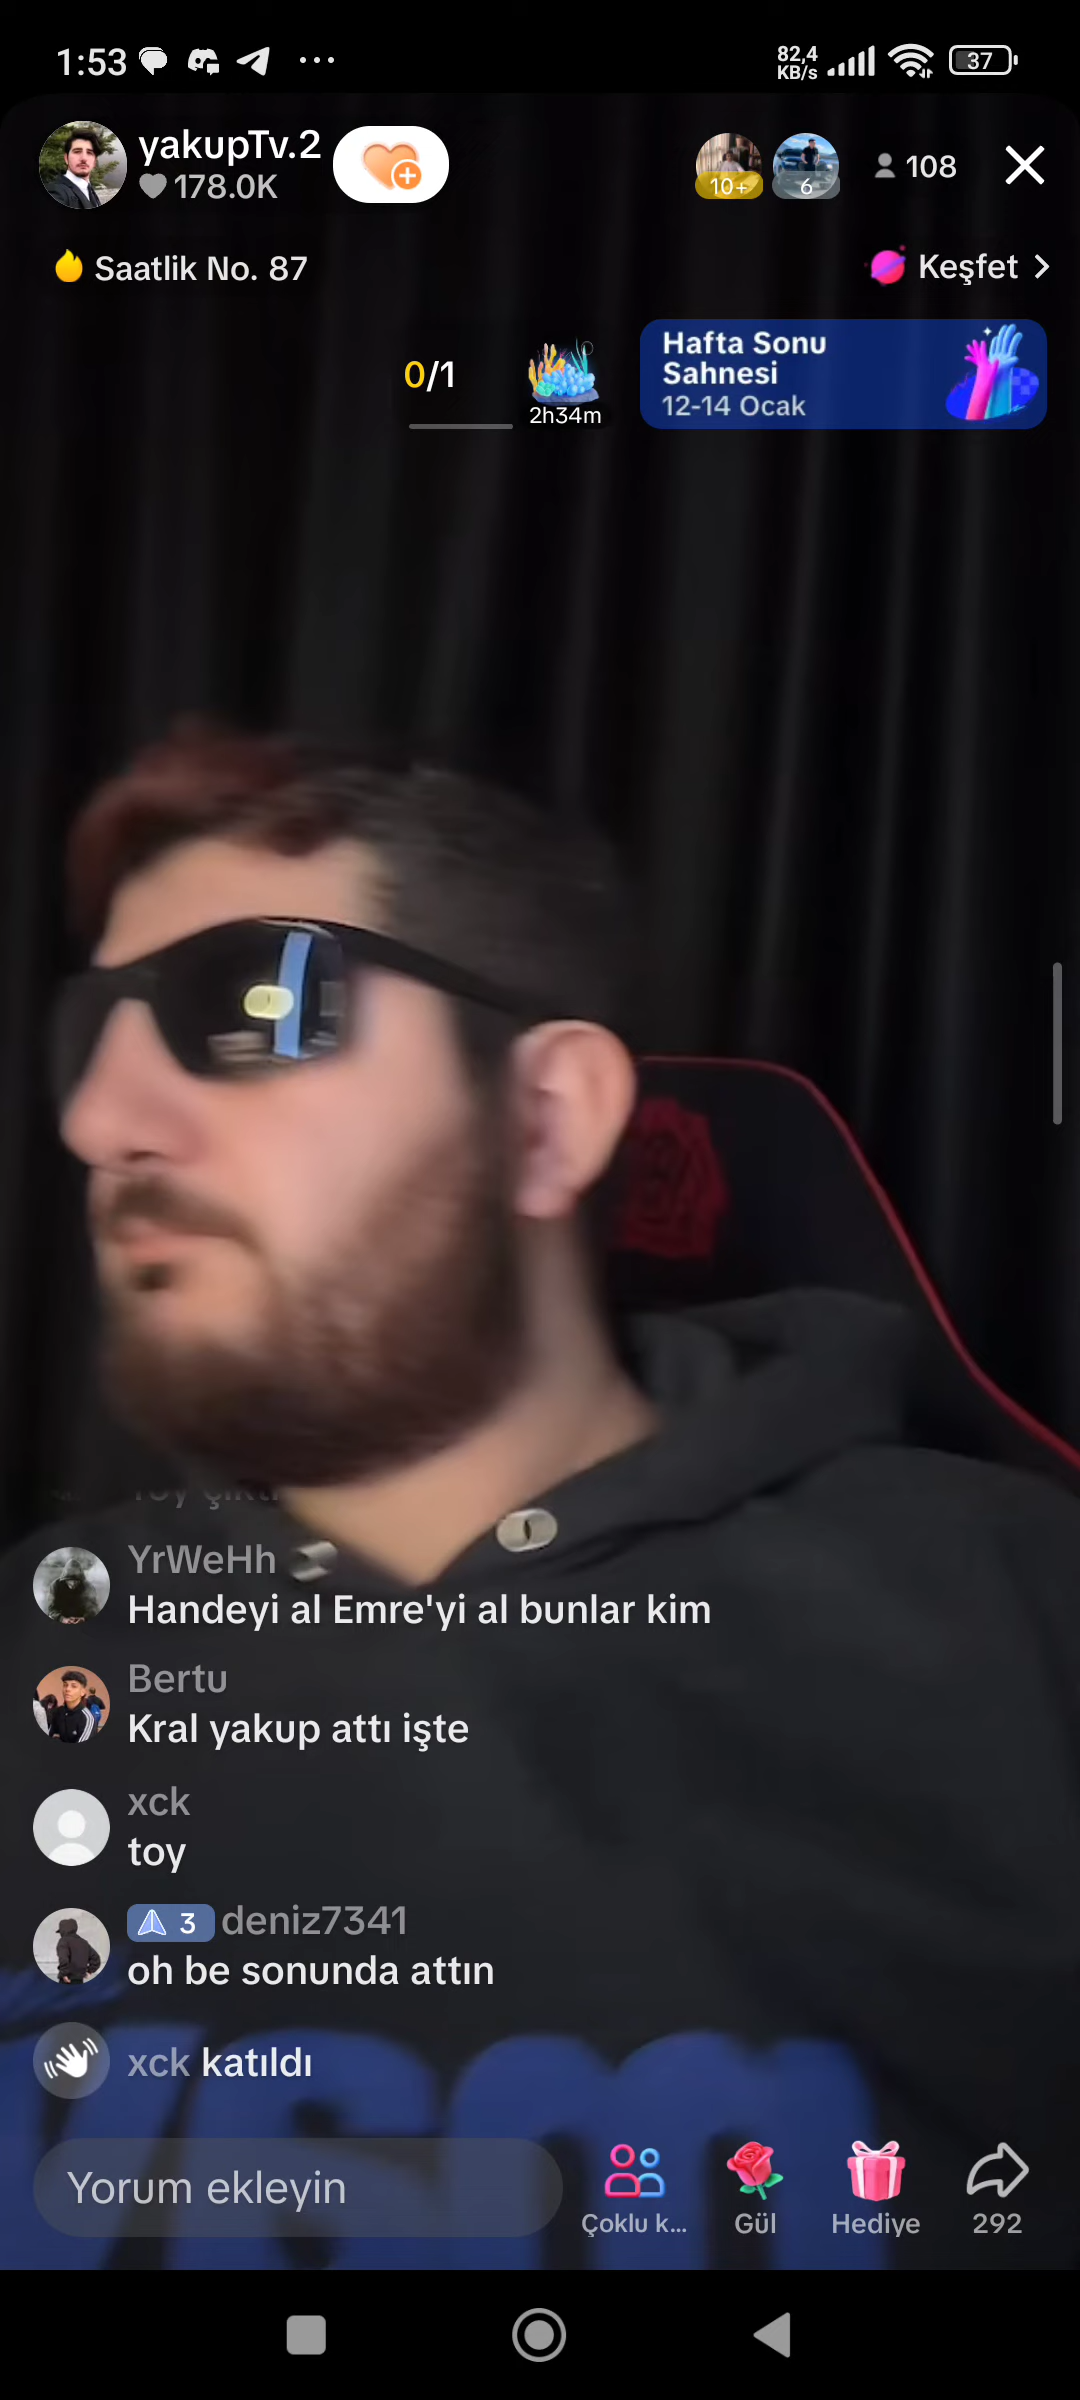 1:53
82,4
KB/s
37
yakupTv.2
178.0K
10+
6
108
Saatlik No. 87
Keşfet
0/1
2h34m
Hafta Sonu
Sahnesi
12-14 Ocak
YrWeHh
Handeyi al Emre'yi al bunlar kim
Bertu
Kral yakup attı işte
xck
toy
3 deniz7341
oh be sonunda attın
xck katıldı
Yorum ekleyin
Çoklu k...
Gül
Hediye
292